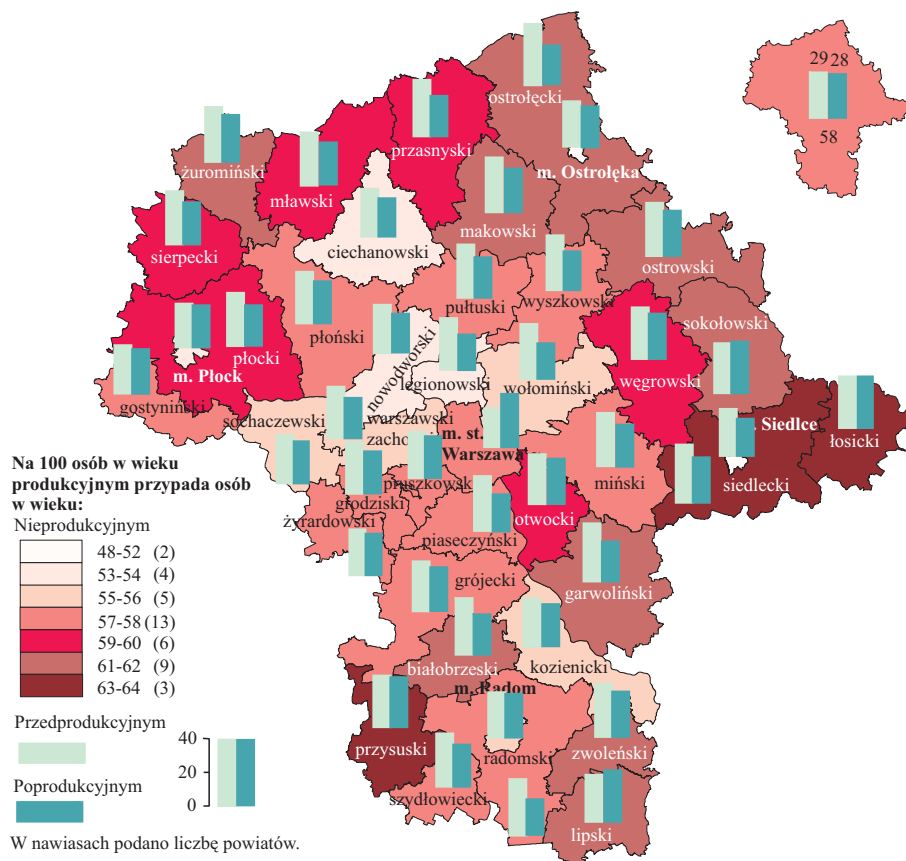 29 28
58
ostrołęcki
przasnyski
żuromiński
mławski
m. Ostrołęka
makowski
ciechanowski
sierpecki
ostrowski
pułtuski
wyszkowski
sokołowski
płoński
płocki
nowodworski
legionowski
wołomiński
węgrowski
m. Płock
gostyniński
sochaczewski
warszawski
zachodni
m. st.
Warszawa
Siedlce
łosicki
siedlecki
pruszkowski
grodziski
miński
otwocki
żyrardowski
piaseczyński
grójecki
garwoliński
białobrzeski
kozienicki
m. Radom
przysuski
radomski
zwoleński
szydłowiecki
lipski
Na 100 osób w wieku
produkcyjnym przypada osób
w wieku:
Nieprodukcyjnym
48-52 (2)
53-54 (4)
55-56 (5)
57-58 (13)
59-60 (6)
61-62 (9)
63-64 (3)
Przedprodukcyjnym
Poprodukcyjnym
40
20
0
W nawiasach podano liczbę powiatów.